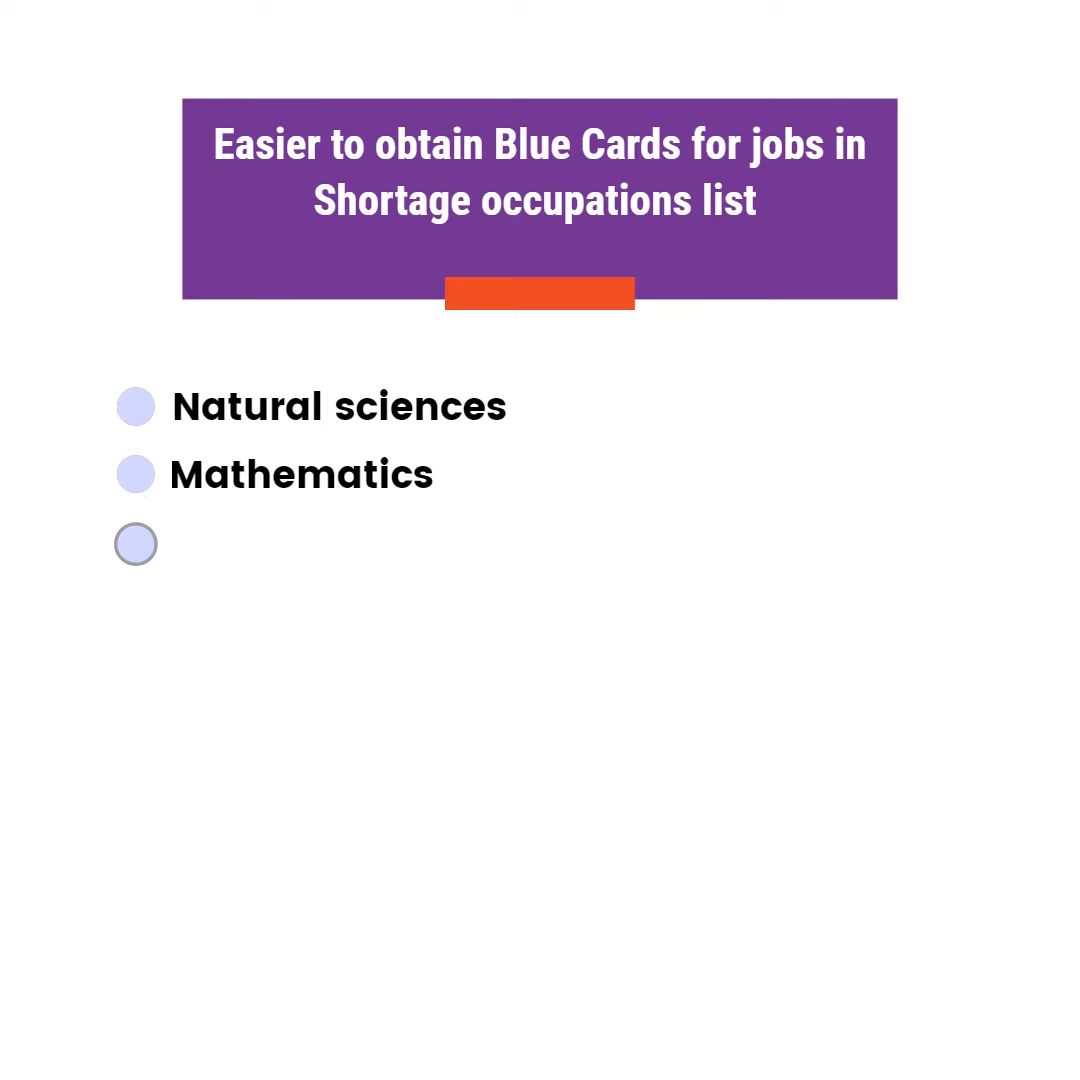 Easier to obtain Blue Cards for jobs in
Shortage occupations list
Natural sciences
Mathematics